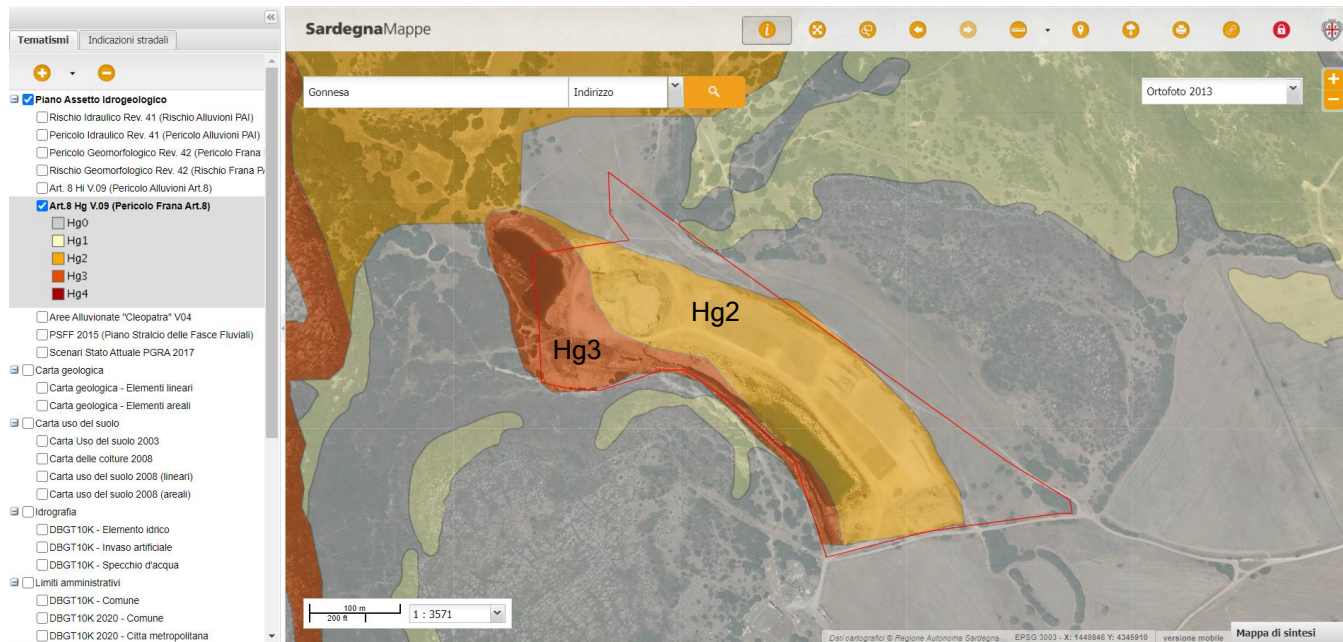 Tematismi
Indicazioni stradali
Piano Assetto Idrogeologico
Rischio Idraulico Rev. 41 (Rischio Alluvioni PAI)
Pericolo Idraulico Rev. 41 (Pericolo Alluvioni PAI)
Pericolo Geomorfologico Rev. 42 (Pericolo Frana
Rischio Geomorfologico Rev. 42 (Rischio Frana P
Art. 8 Hi V.09 (Pericolo Alluvioni Art.8)
Art.8 Hg V.09 (Pericolo Frana Art.8)
Hg0
Hg1
Hg2
Hg3
Hg4
Aree Alluvionate "Cleopatra" V04
PSFF 2015 (Piano Stralcio delle Fasce Fluviali)
Scenari Stato Attuale PGRA 2017
Carta geologica
Carta geologica - Elementi lineari
Carta geologica - Elementi areali
Carta uso del suolo
Carta Uso del suolo 2003
Carta delle colture 2008
Carta uso del suolo 2008 (lineari)
Carta uso del suolo 2008 (areali)
Idrografia
DBGT10K - Elemento idrico
DBGT10K - Invaso artificiale
DBGT10K - Specchio d'acqua
Limiti amministrativi
DBGT10K - Comune
DBGT10K 2020 - Comune
DBGT10K 2020 - Citta metropolitana
SardegnaMappe
Gonnesa
Indirizzo
Ortofoto 2013
Hg2
Hg3
100 m
200 ft
1 : 3571
Dati cartografici © Regione Autonoma Sardegna
EPSG:3003 - X: 1449846 Y: 4345910
versione mobile
Mappa di sintesi